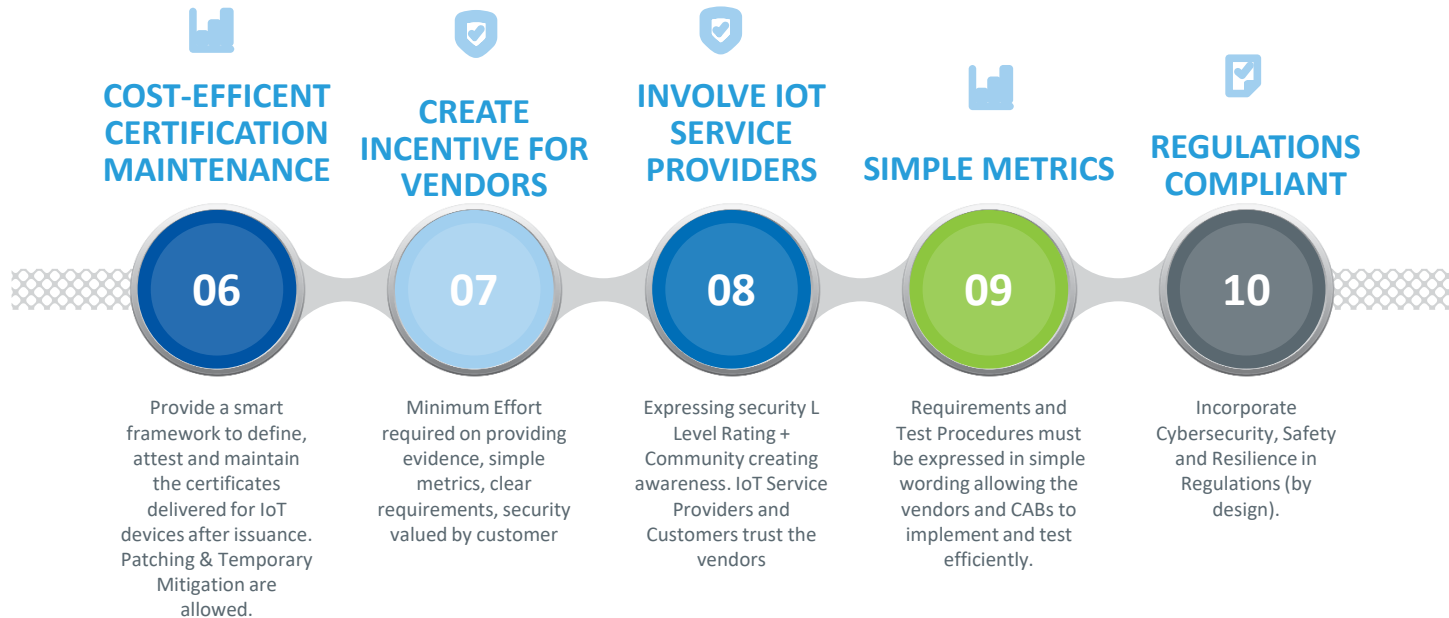 COST-EFFICENT
CERTIFICATION
MAINTENANCE
06
Provide a smart
framework to define,
attest and maintain
the certificates
delivered for IoT
devices after issuance.
Patching & Temporary
Mitigation are
allowed.
CREATE
INCENTIVE FOR
VENDORS
07
Minimum Effort
required on providing
evidence, simple
metrics, clear
requirements, security
valued by customer
INVOLVE IOT
SERVICE
PROVIDERS
08
Expressing security L
Level Rating +
Community creating
awareness. IoT Service
Providers and
Customers trust the
vendors
SIMPLE METRICS
09
Requirements and
Test Procedures must
be expressed in simple
wording allowing the
vendors and CABs to
implement and test
efficiently.
REGULATIONS
COMPLIANT
10
Incorporate
Cybersecurity, Safety
and Resilience in
Regulations (by
design).